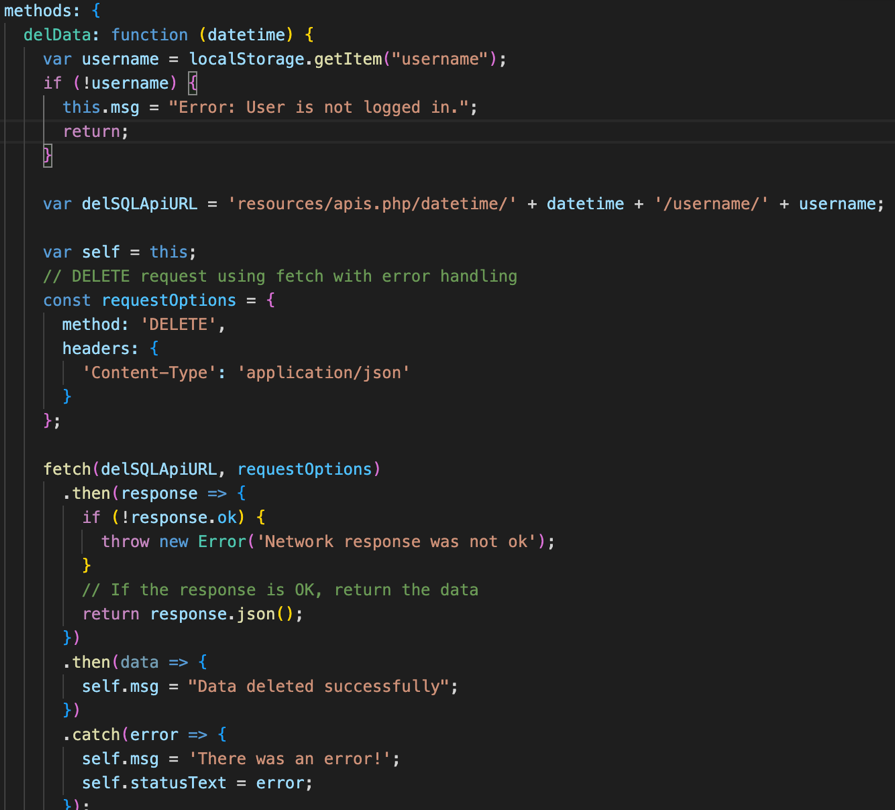 methods: {
delData: function (datetime) {
var username = localStorage.getItem("username");
if (!username) {
this.msg = "Error: User is not logged in.";
return;
}
var delSQLApiURL = 'resources/apis.php/datetime/' + datetime + '/username/' + username;
var self = this;
// DELETE request using fetch with error handling
const requestOptions = {
method: 'DELETE',
headers: {
'Content-Type': 'application/json'
}
};
fetch(delSQLApiURL, requestOptions)
.then(response => {
if (!response.ok) {
throw new Error('Network response was not ok');
}
// If the response is OK, return the data
return response.json();
})
.then(data => {
self.msg = "Data deleted successfully";
})
.catch(error => {
self.msg = 'There was an error!';
self.statusText = error;
});